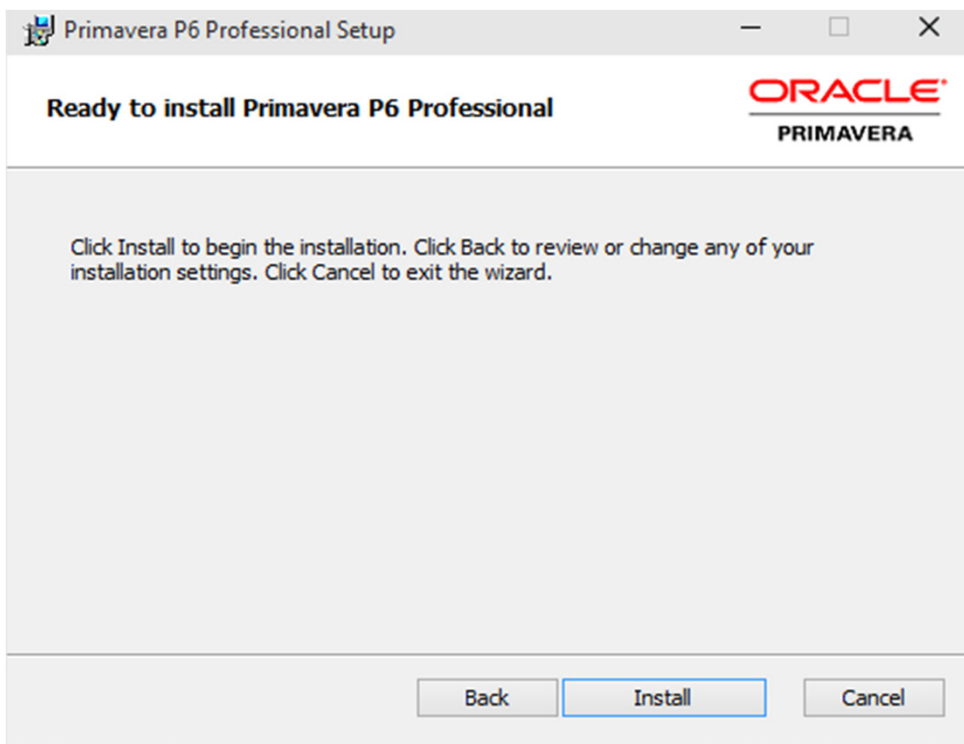 Primavera P6 Professional Setup
Ready to install Primavera P6 Professional
ORACLE
PRIMAVERA
Click Install to begin the installation. Click Back to review or change any of your
installation settings. Click Cancel to exit the wizard.
Back
Install
Cancel